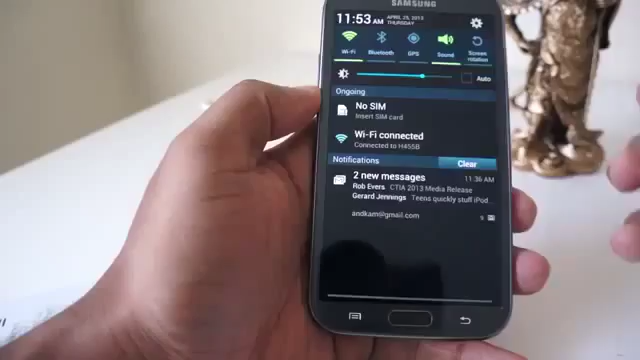 SAMSUNG
11:53 AM
APRIL 25, 2013
THURSDAY
Wi-Fi
Bluetooth
GPS
Sound
Screen rotation
Auto
Ongoing
No SIM
Insert SIM card
Wi-Fi connected
Connected to H455B
Notifications
Clear
2 new messages
11:36 AM
Rob Evers CTIA 2013 Media Release
Gerard Jennings Teens quickly stuff iPod...
andkam@gmail.com